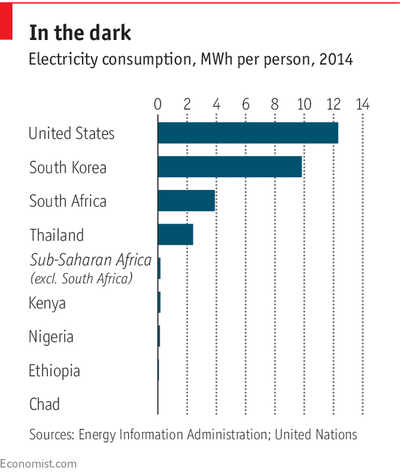 In the dark
Electricity consumption, MWh per person, 2014
0 2 4 6 8 10 12 14
United States
South Korea
South Africa
Thailand
Sub-Saharan Africa
(excl. South Africa)
Kenya
Nigeria
Ethiopia
Chad
Sources: Energy Information Administration; United Nations
Economist.com